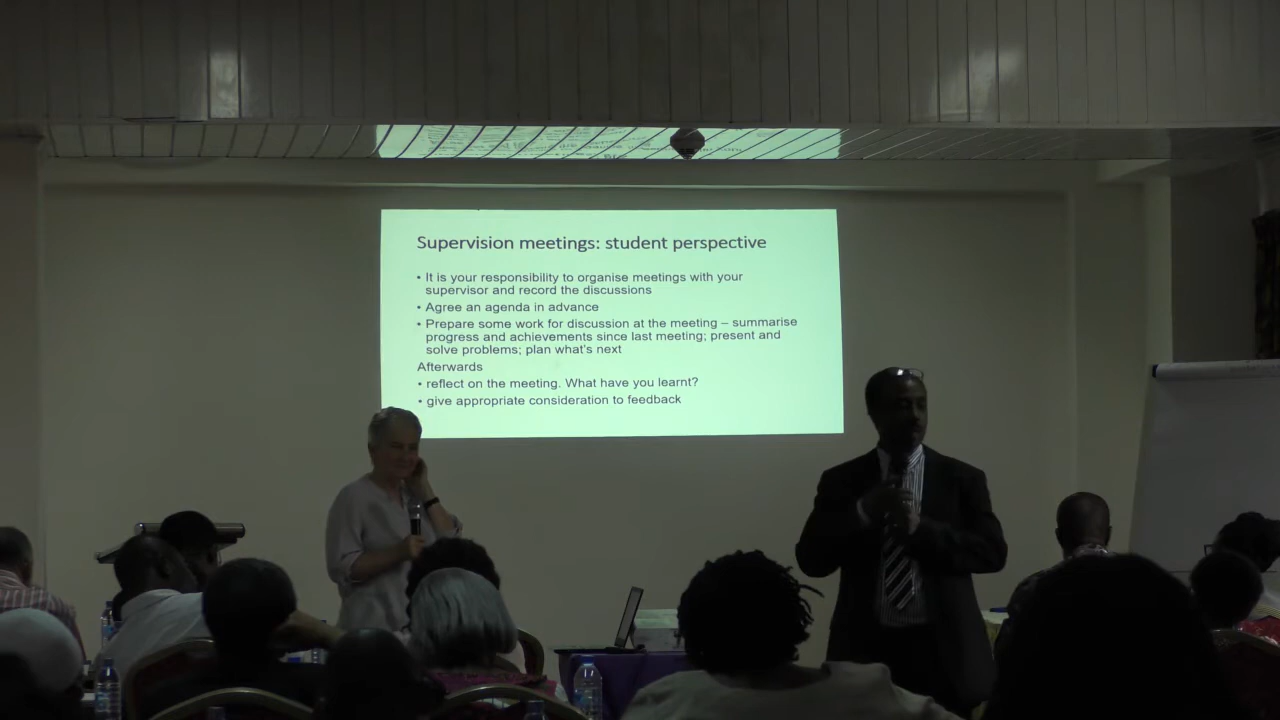 Supervision meetings: student perspective
• It is your responsibility to organise meetings with your
supervisor and record the discussions
• Agree an agenda in advance
• Prepare some work for discussion at the meeting – summarise
progress and achievements since last meeting; present and
solve problems; plan what's next
Afterwards
• reflect on the meeting. What have you learnt?
• give appropriate consideration to feedback